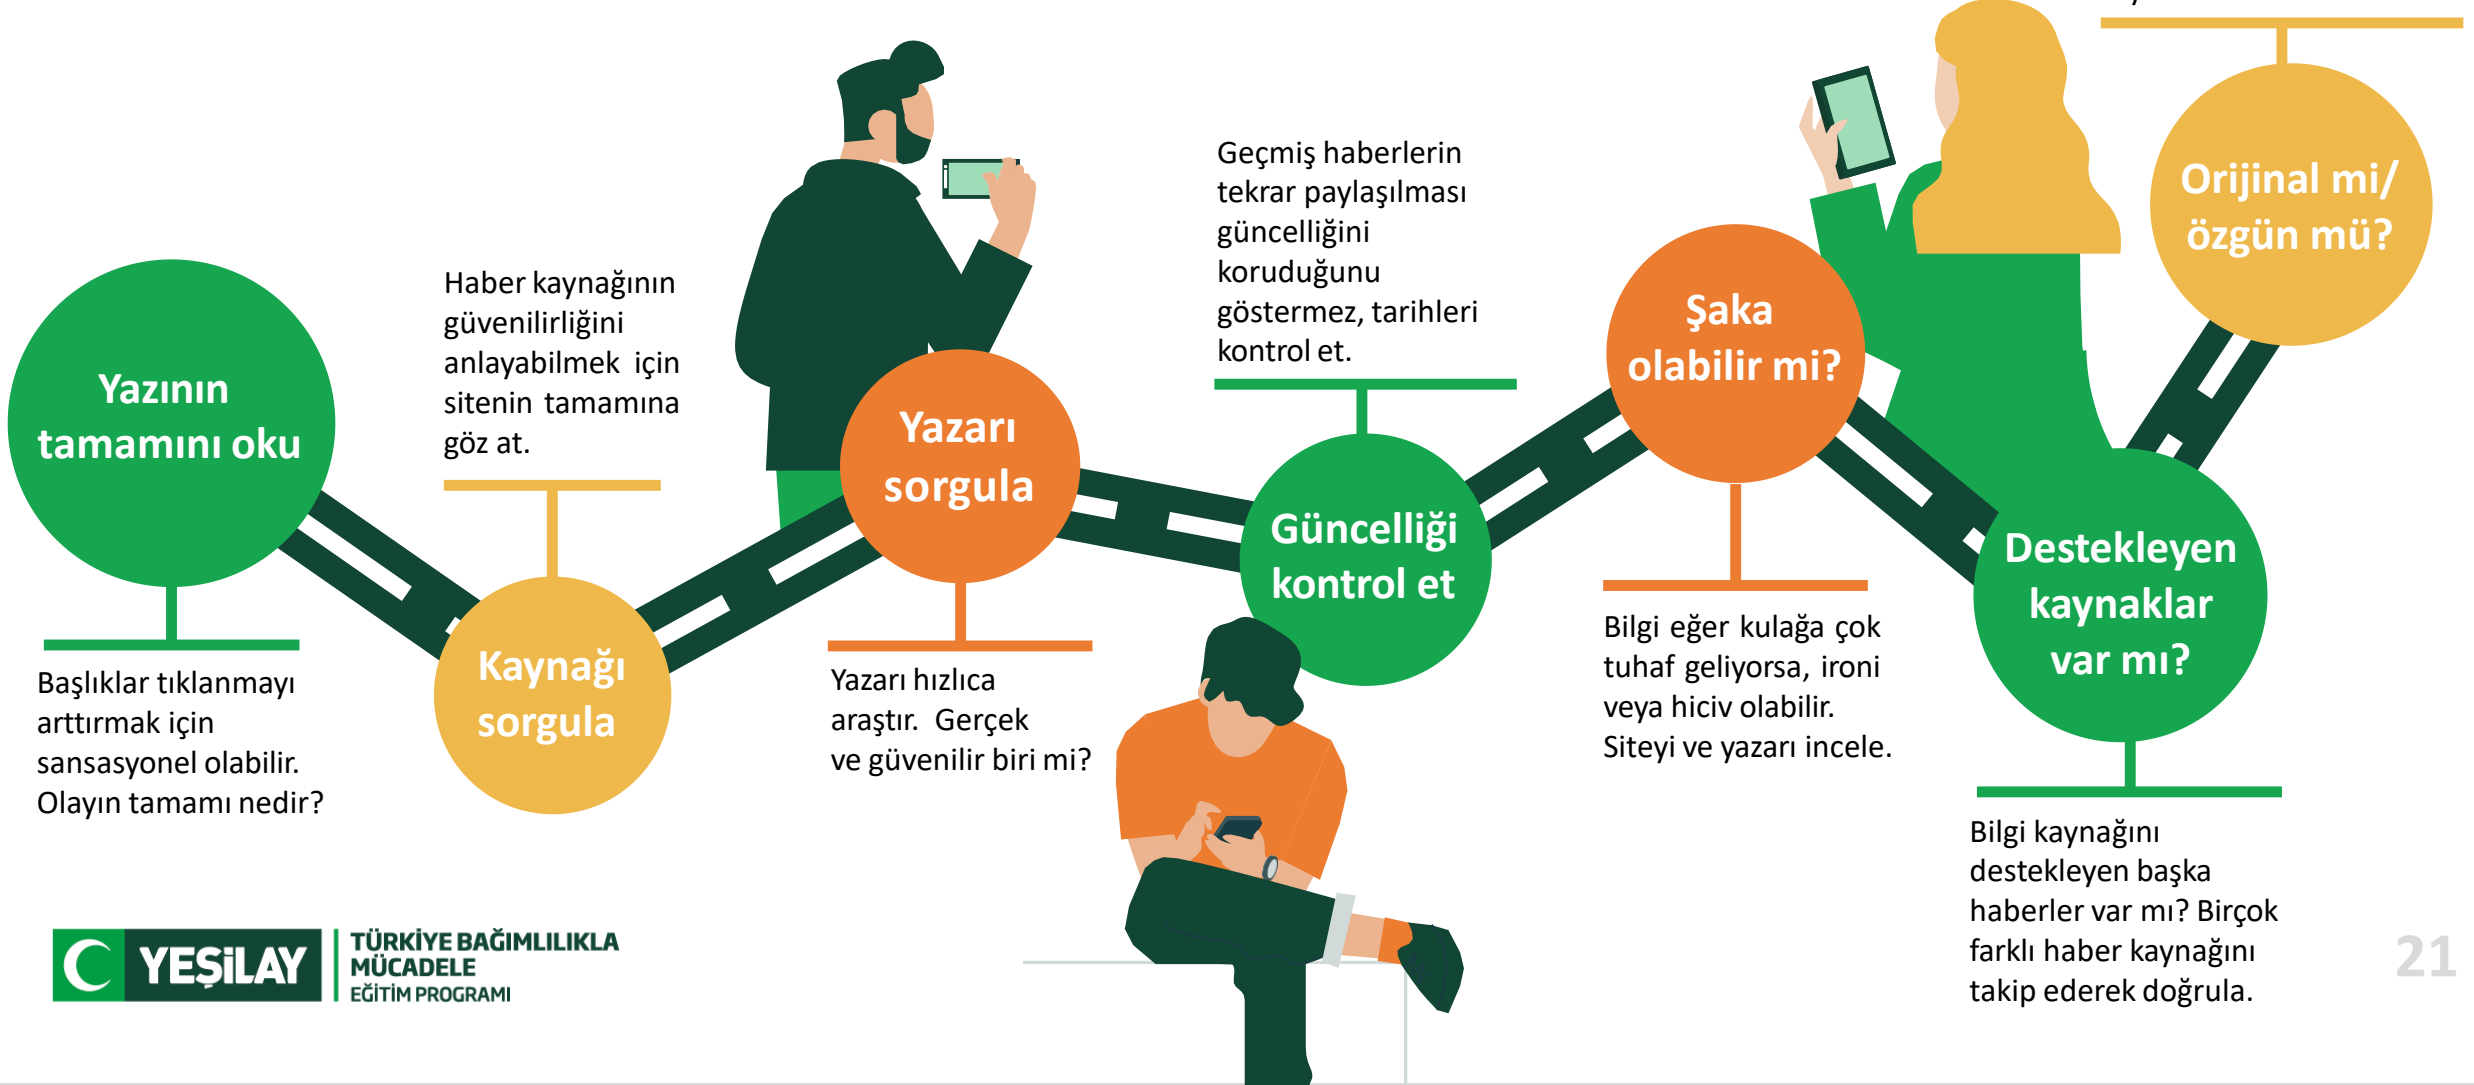 Yazının
tamamını oku
Başlıklar tıklanmayı
arttırmak için
sansasyonel olabilir.
Olayın tamamı nedir?
Haber kaynağının
güvenilirliğini
anlayabilmek için
sitenin tamamına
göz at.
Kaynağı
sorgula
Yazarı
sorgula
Yazarı hızlıca
araştır. Gerçek
ve güvenilir biri mi?
Geçmiş haberlerin
tekrar paylaşılması
güncelliğini
koruduğunu
göstermez, tarihleri
kontrol et.
Güncelliği
kontrol et
Şaka
olabilir mi?
Bilgi eğer kulağa çok
tuhaf geliyorsa, ironi
veya hiciv olabilir.
Siteyi ve yazarı incele.
Destekleyen
kaynaklar
var mı?
Bilgi kaynağını
destekleyen başka
haberler var mı? Birçok
farklı haber kaynağını
takip ederek doğrula.
Orijinal mi/
özgün mü?
YEŞİLAY
TÜRKİYE BAĞIMLILIKLA
MÜCADELE
EĞİTİM PROGRAMI
21